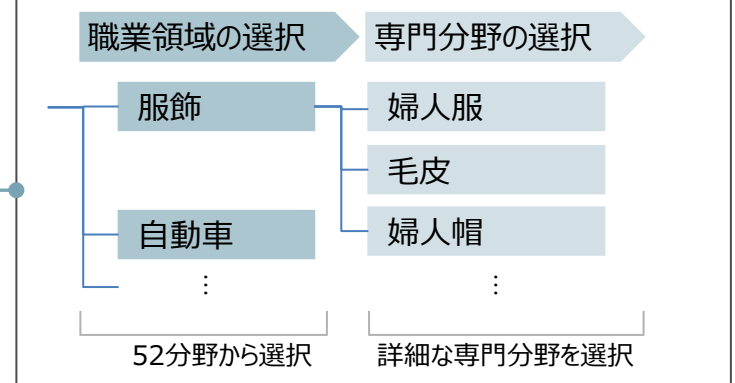 職業領域の選択
専門分野の選択
服飾
婦人服
毛皮
自動車
婦人帽
⋮
⋮
52分野から選択
詳細な専門分野を選択